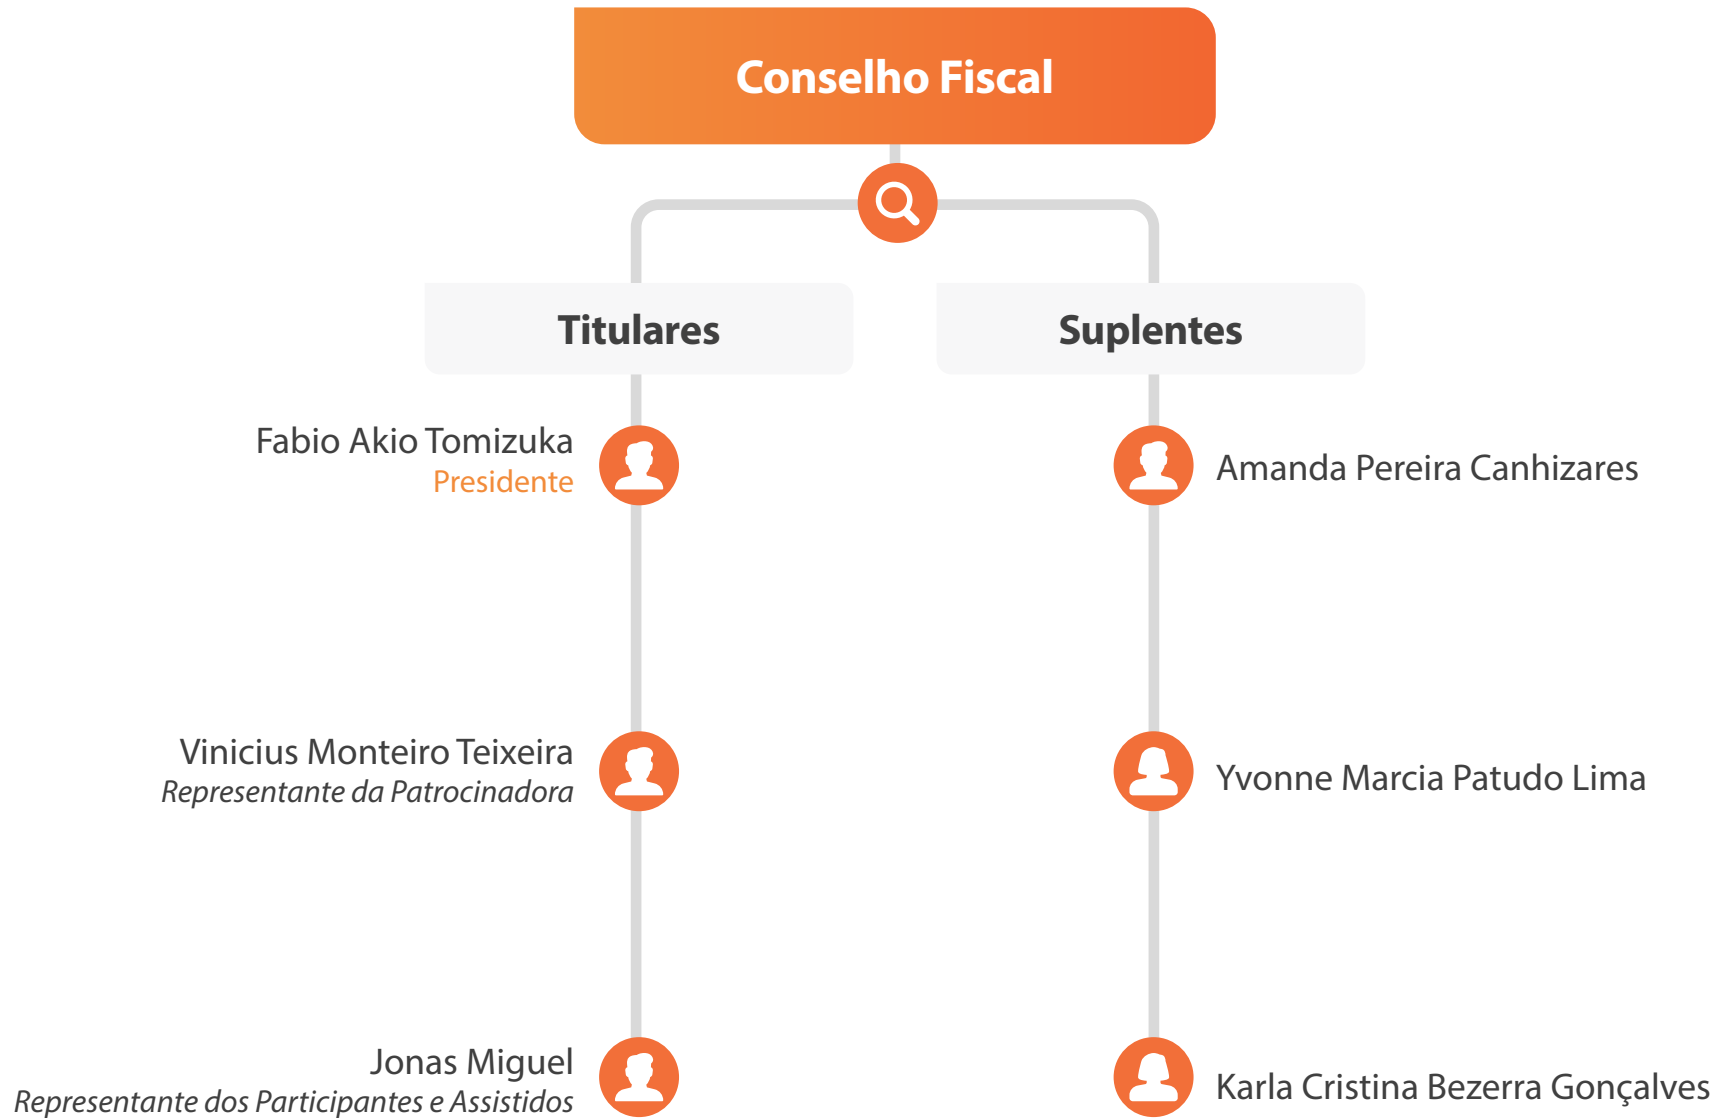 Conselho Fiscal
Titulares
Fabio Akio Tomizuka
Presidente
Vinicius Monteiro Teixeira
Representante da Patrocinadora
Jonas Miguel
Representante dos Participantes e Assistidos
Suplentes
Amanda Pereira Canhizares
Yvonne Marcia Patudo Lima
Karla Cristina Bezerra Gonçalves